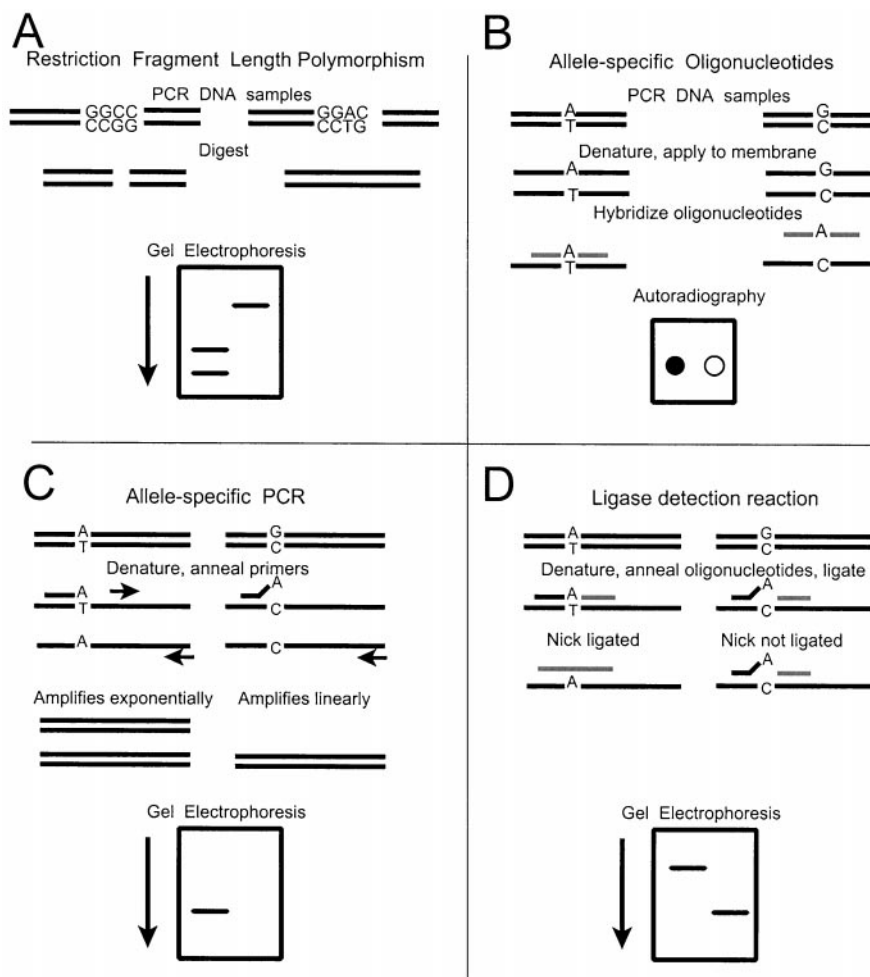 A
Restriction Fragment Length Polymorphism
PCR DNA samples
GGCC
CCGG
GGAC
CCTG
Digest
Gel Electrophoresis
B
Allele-specific Oligonucleotides
PCR DNA samples
A
T
G
C
Denature, apply to membrane
A
T
G
C
Hybridize oligonucleotides
A
T
A
C
Autoradiography
C
Allele-specific PCR
A
T
G
C
Denature, anneal primers
A
T
A
C
A
C
Amplifies exponentially
Amplifies linearly
Gel Electrophoresis
D
Ligase detection reaction
A
T
G
C
Denature, anneal oligonucleotides, ligate
A
T
A
C
Nick ligated
Nick not ligated
A
A
C
Gel Electrophoresis